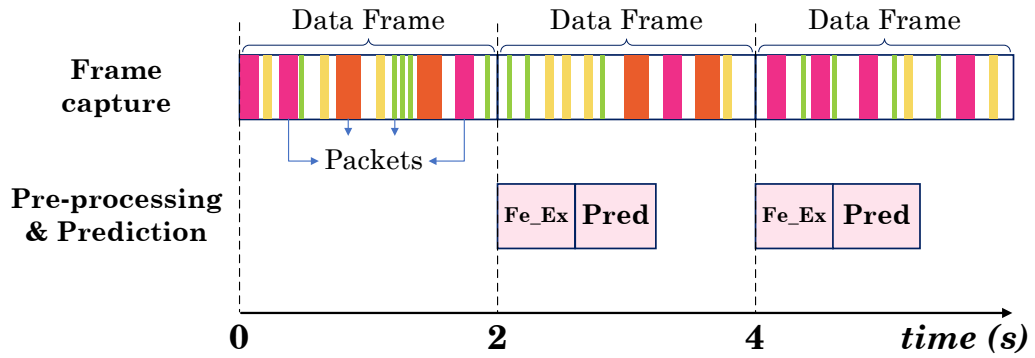 Data Frame Data Frame Data Frame
Frame
capture
Packets
Pre-processing
& Prediction
Fe_Ex Pred Fe_Ex Pred
0 2 4 time (s)